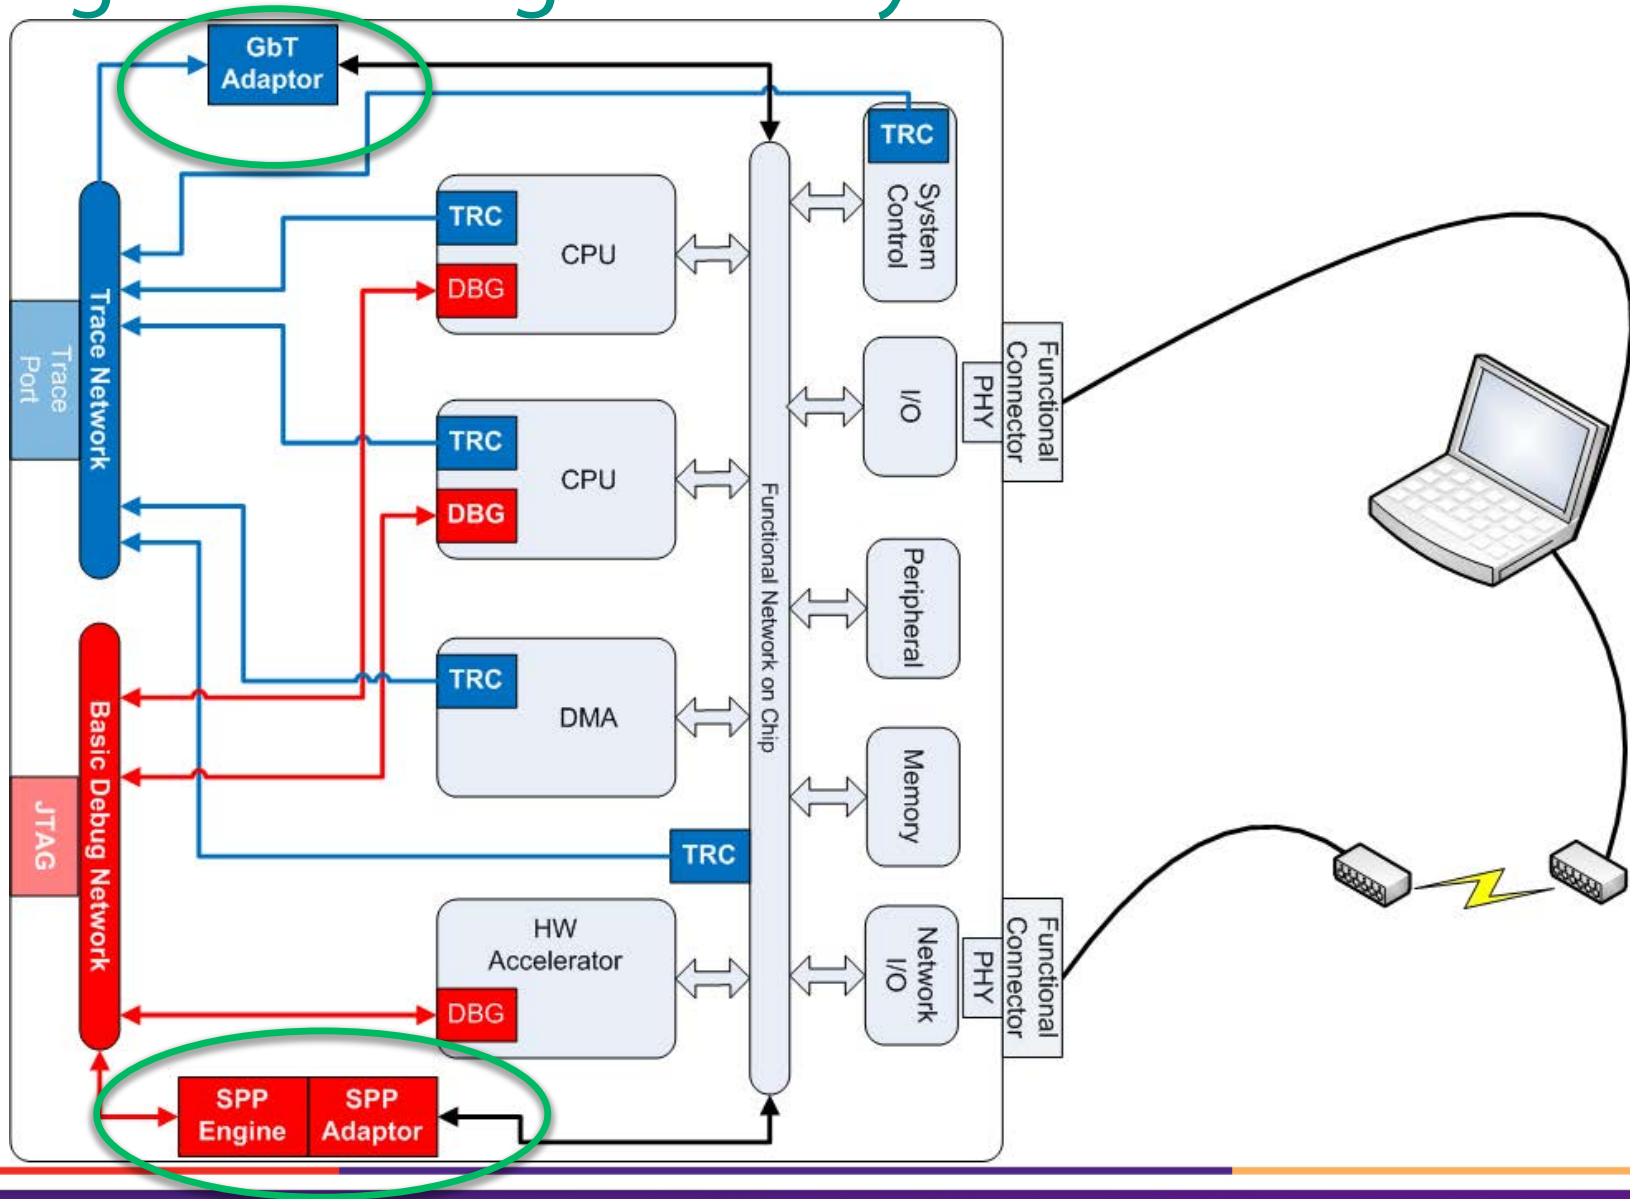 GbT
Adaptor
TRC
System
Control
TRC
CPU
DBG
Trace Network
Trace
Port
Functional
Connector
PHY
I/O
TRC
CPU
DBG
Functional Network on Chip
Peripheral
TRC
DMA
Basic Debug Network
JTAG
Memory
TRC
HW
Accelerator
DBG
Network
I/O
PHY
Functional
Connector
SPP
Engine
SPP
Adaptor